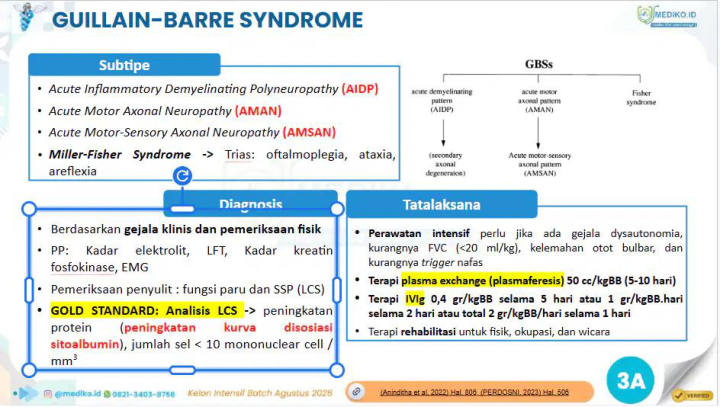 GUILLAIN-BARRE SYNDROME
MEDIKO.ID
Subtipe
• Acute Inflammatory Demyelinating Polyneuropathy (AIDP)
• Acute Motor Axonal Neuropathy (AMAN)
• Acute Motor-Sensory Axonal Neuropathy (AMSAN)
• Miller-Fisher Syndrome -> Trias: oftalmoplegia, ataxia,
areflexia
GBSs
acute demyelinating
pattern
(AIDP)
acute motor
axonal pattern
(AMAN)
Fisher
syndrome
(secondary
axonal
degeneration)
Acute motor-sensory
axonal pattern
(AMSAN)
Diagnosis
• Berdasarkan gejala klinis dan pemeriksaan fisik
• PP: Kadar elektrolit, LFT, Kadar kreatin
fosfokinase, EMG
• Pemeriksaan penyulit : fungsi paru dan SSP (LCS)
• GOLD STANDARD: Analisis LCS -> peningkatan
protein (peningkatan kurva disosiasi
sitoalbumin), jumlah sel < 10 mononuclear cell /
mm³
Tatalaksana
• Perawatan intensif perlu jika ada gejala dysautonomia,
kurangnya FVC (<20 ml/kg), kelemahan otot bulbar, dan
kurangnya trigger nafas
• Terapi plasma exchange (plasmaferesis) 50 cc/kgBB (5-10 hari)
• Terapi IVIg 0,4 gr/kgBB selama 5 hari atau 1 gr/kgBB.hari
selama 2 hari atau total 2 gr/kgBB/hari selama 1 hari
• Terapi rehabilitasi untuk fisik, okupasi, dan wicara
3A
@mediko.id 0821-3403-8768
Kelon Intensif Batch Agustus 2026
(Aninditha et al, 2022) Hal. 806 (PERDOSNI, 2023) Hal. 506
VERIFIED